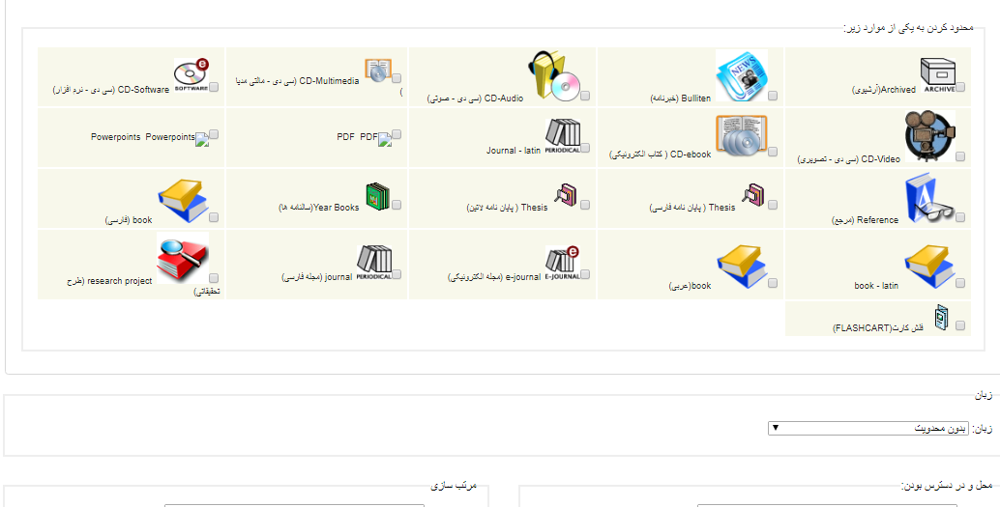 محدود کردن به یکی از موارد زیر:
ARCHIVE
Archived(آرشیوی)
NEWS
Bulliten (خبرنامه)
CD-Audio (سی دی - صوتی)
CD-Multimedia (سی دی - مالتی مدیا
)
SOFTWARE
CD-Software (سی دی - نرم افزار)
CD-Video (سی دی - تصویری)
CD-ebook ( کتاب الکترونیکی)
PERIODICAL
Journal - latin
PDF PDF
Powerpoints Powerpoints
Reference (مرجع)
Thesis ( پایان نامه فارسی)
Thesis ( پایان نامه لاتین)
Year Books(سالنامه ها)
book (فارسی)
book - latin
book(عربی)
E-JOURNAL
e-journal (مجله الکترونیکی)
PERIODICAL
journal (مجله فارسی)
research project (طرح
تحقیقاتی)
فلش کارت(FLASHCART)
زبان
زبان: بدون محدویت
محل و در دسترس بودن:
مرتب سازی